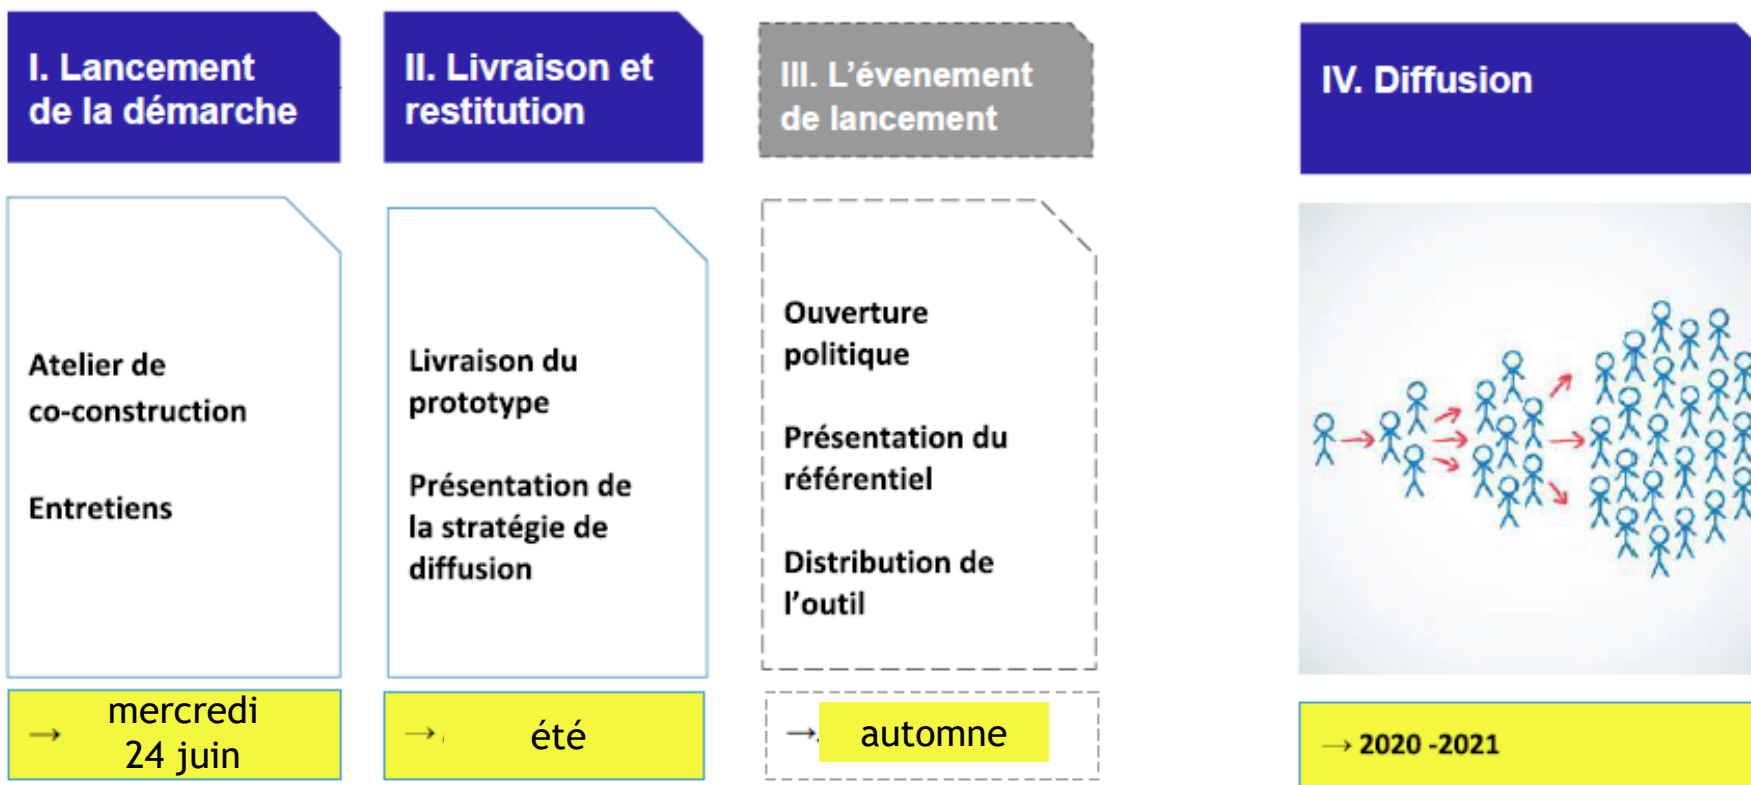 I. Lancement
de la démarche
Atelier de
co-construction
Entretiens
→ mercredi
24 juin
II. Livraison et
restitution
Livraison du
prototype
Présentation de
la stratégie de
diffusion
→ été
III. L’évenement
de lancement
Ouverture
politique
Présentation du
référentiel
Distribution de
l’outil
→ automne
IV. Diffusion
→ 2020 -2021